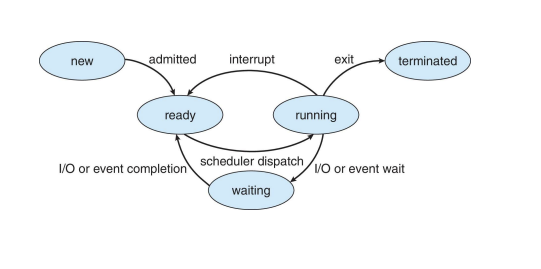 new
admitted
interrupt
exit
terminated
ready
running
scheduler dispatch
I/O or event completion
I/O or event wait
waiting